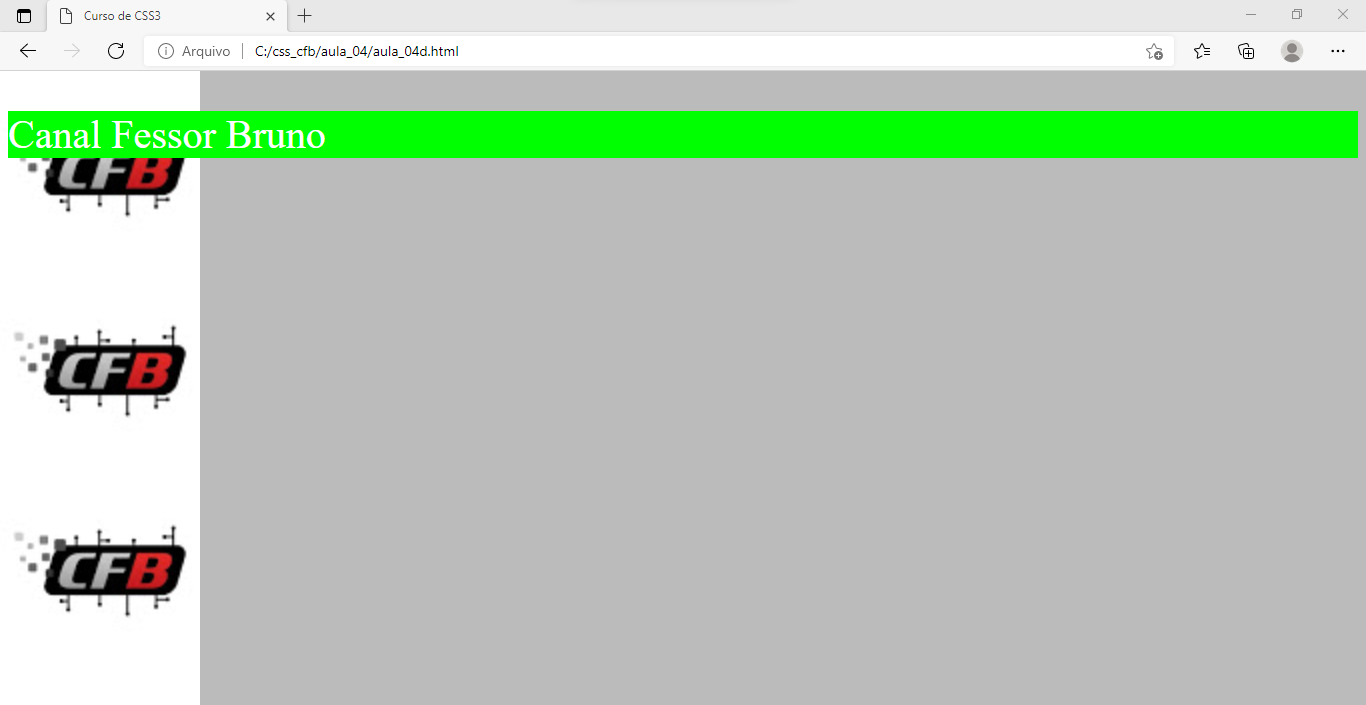 Curso de CSS3
Arquivo C:/css_cfb/aula_04/aula_04d.html
Canal Fessor Bruno
CFB
CFB
CFB